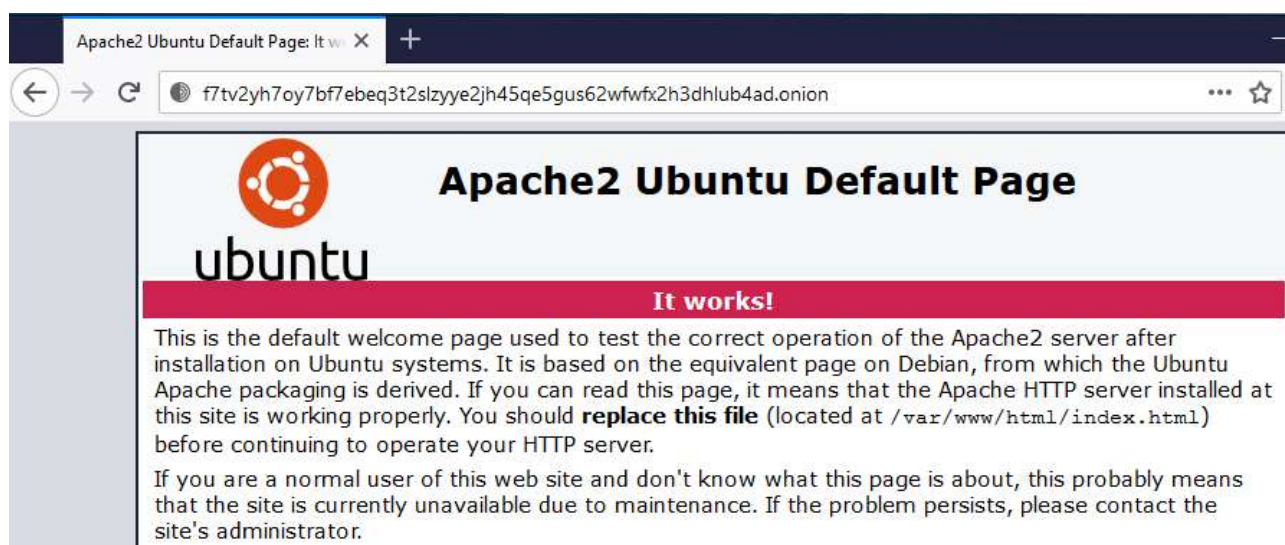 Apache2 Ubuntu Default Page: It w
f7tv2yh7oy7bf7ebeq3t2slzyye2jh45qe5gus62wfwfx2h3dhlub4ad.onion
ubuntu
Apache2 Ubuntu Default Page
It works!
This is the default welcome page used to test the correct operation of the Apache2 server after
installation on Ubuntu systems. It is based on the equivalent page on Debian, from which the Ubuntu
Apache packaging is derived. If you can read this page, it means that the Apache HTTP server installed at
this site is working properly. You should replace this file (located at /var/www/html/index.html)
before continuing to operate your HTTP server.
If you are a normal user of this web site and don't know what this page is about, this probably means
that the site is currently unavailable due to maintenance. If the problem persists, please contact the
site's administrator.